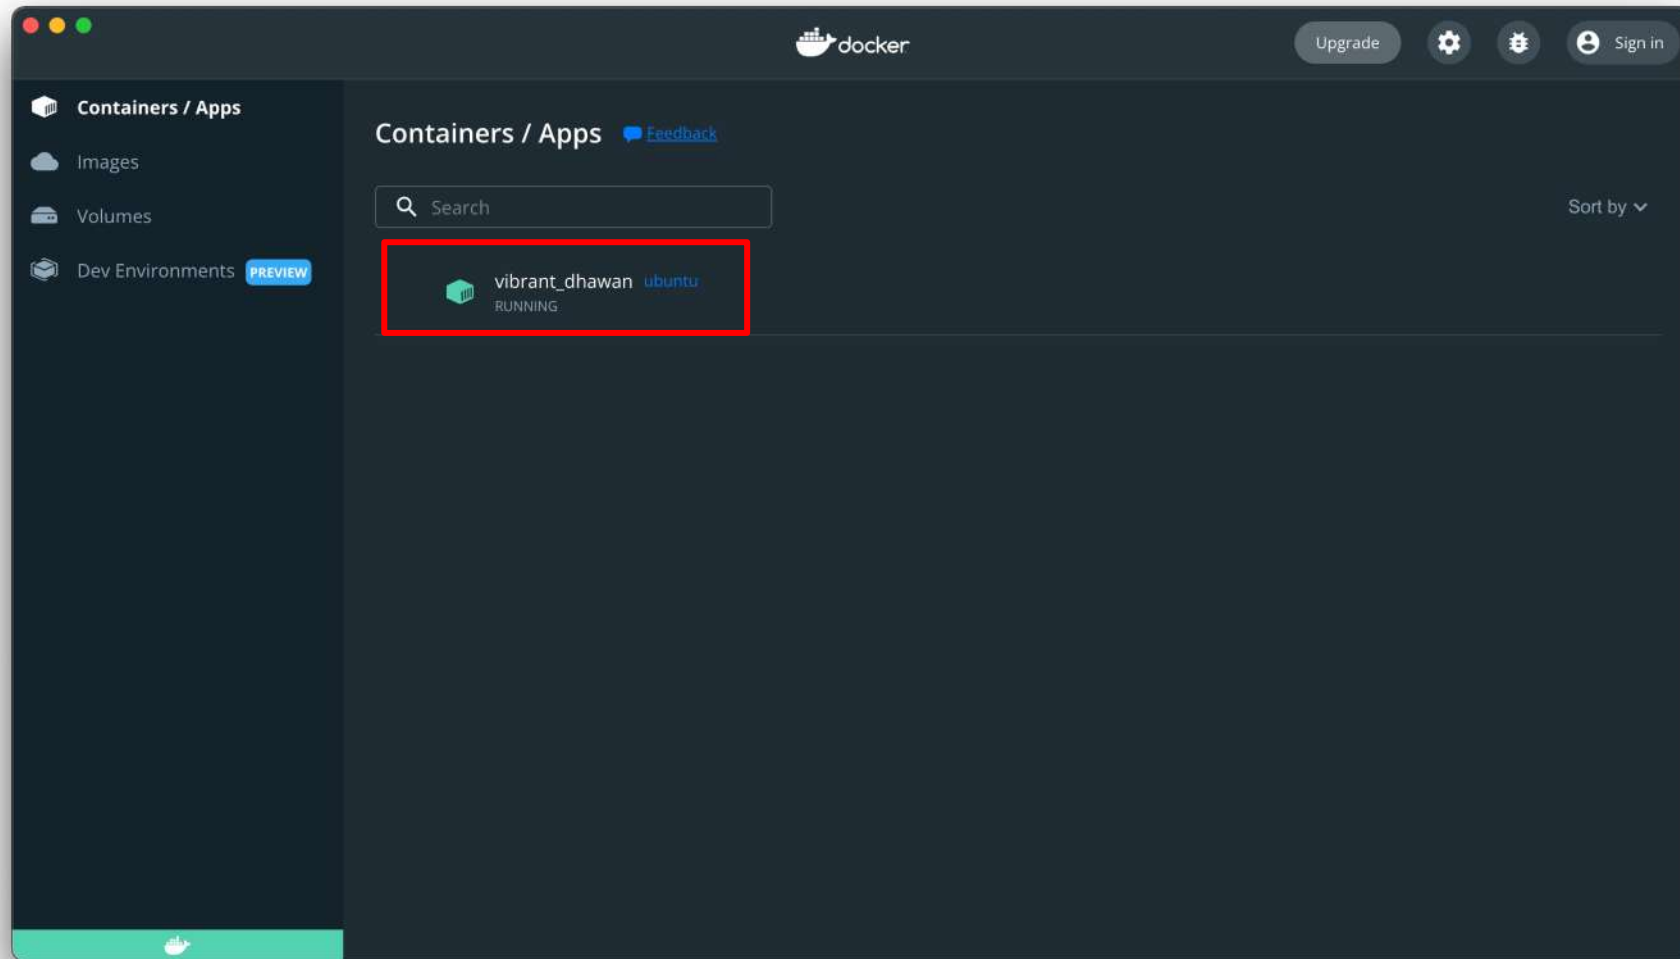 docker
Upgrade
Sign in
Containers / Apps
Images
Volumes
Dev Environments PREVIEW
Containers / Apps Feedback
Search
Sort by
vibrant_dhawan ubuntu
RUNNING